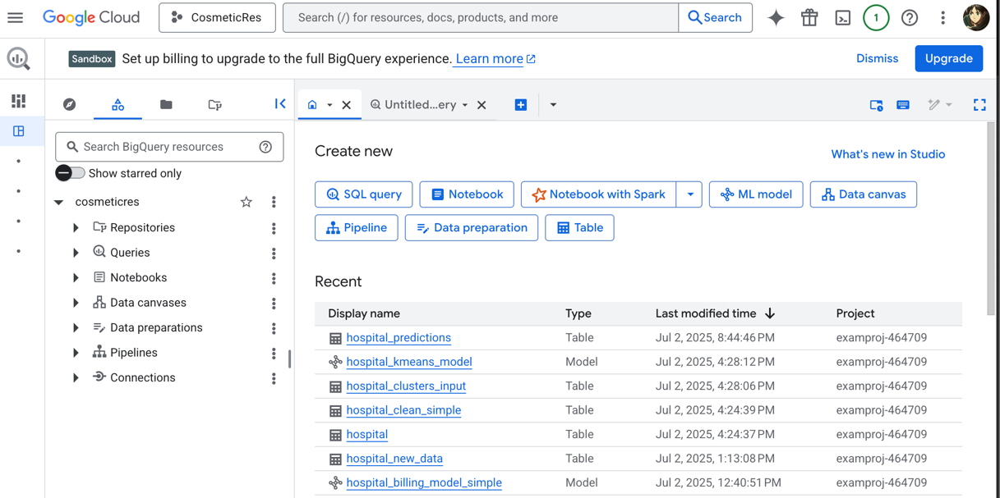 Google Cloud CosmeticRes Search (/) for resources, docs, products, and more Search 1
Sandbox Set up billing to upgrade to the full BigQuery experience. Learn more Dismiss Upgrade
Untitled...ery
Search BigQuery resources
Show starred only
cosmeticres
Repositories
Queries
Notebooks
Data canvases
Data preparations
Pipelines
Connections
Create new What's new in Studio
SQL query Notebook Notebook with Spark ML model Data canvas
Pipeline Data preparation Table
Recent
Display name Type Last modified time Project
hospital_predictions Table Jul 2, 2025, 8:44:46 PM examproj-464709
hospital_kmeans_model Model Jul 2, 2025, 4:28:12 PM examproj-464709
hospital_clusters_input Table Jul 2, 2025, 4:28:06 PM examproj-464709
hospital_clean_simple Table Jul 2, 2025, 4:24:39 PM examproj-464709
hospital Table Jul 2, 2025, 4:24:37 PM examproj-464709
hospital_new_data Table Jul 2, 2025, 1:13:08 PM examproj-464709
hospital_billing_model_simple Model Jul 2, 2025, 12:40:51 PM examproj-464709